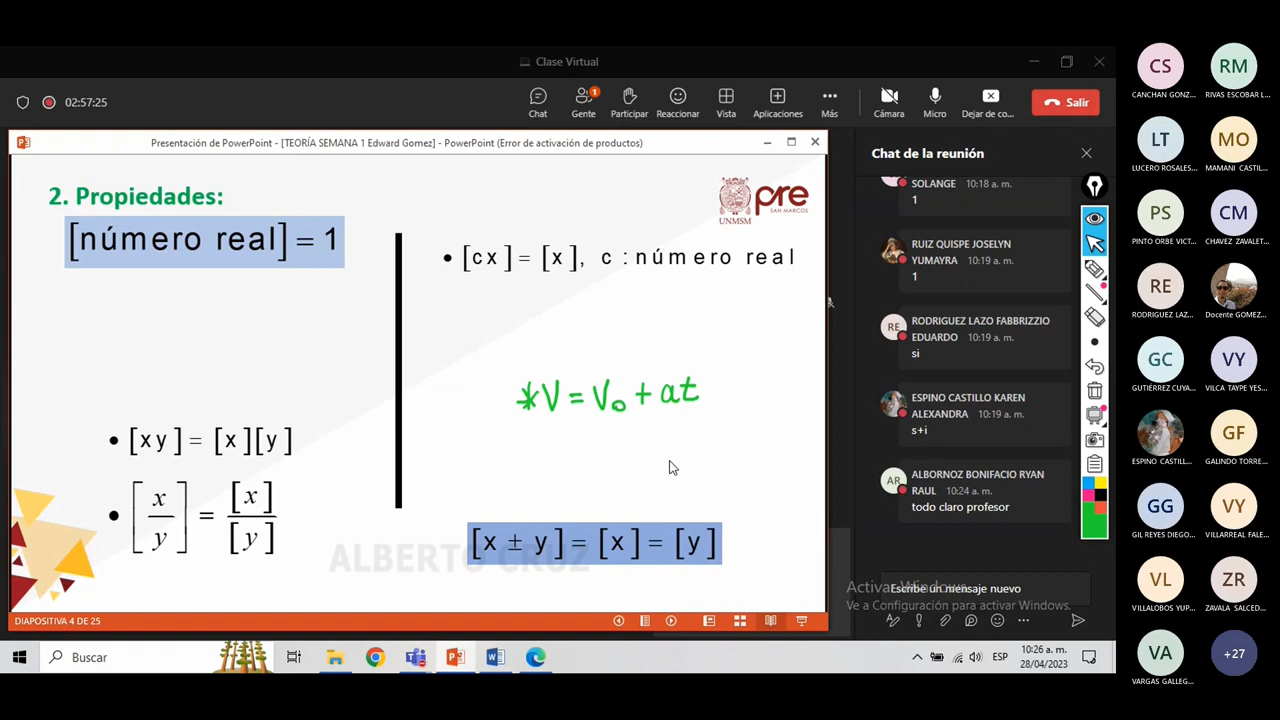 Clase Virtual
02:57:25
Chat
Gente
1
Participar
Reaccionar
Vista
Aplicaciones
Más
Cámara
Micro
Dejar de co...
Salir
Presentación de PowerPoint - [TEORÍA SEMANA 1 Edward Gomez] - PowerPoint (Error de activación de productos)
2. Propiedades:
[número real] = 1
UNMSM
pre
SAN MARCOS
• [cx] = [x], c : número real
*V = V₀ + at
• [xy] = [x][y]
• [x/y] = [x]/[y]
[x ± y] = [x] = [y]
ALBERTO CRUZ
DIAPOSITIVA 4 DE 25
Chat de la reunión
SOLANGE 10:18 a. m.
1
RUIZ QUISPE JOSELYN
YUMAYRA 10:19 a. m.
1
RE
RODRIGUEZ LAZO FABBRIZZIO
EDUARDO 10:19 a. m.
si
ESPINO CASTILLO KAREN
ALEXANDRA 10:19 a. m.
s+i
AR
ALBORNOZ BONIFACIO RYAN
RAUL 10:24 a. m.
todo claro profesor
Escribe un mensaje nuevo
Activar Windows
Ve a Configuración para activar Windows.
CS
CANCHAN GONZ...
RM
RIVAS ESCOBAR L...
LT
LUCERO ROSALES...
MO
MAMANI CASTIL...
PS
PINTO ORBE VICT...
CM
CHAVEZ ZAVALET...
RE
RODRIGUEZ LAZ...
Docente GOMEZ...
GC
GUTIÉRREZ CUYA...
VY
VILCA TAYPE YES...
ESPINO CASTILL...
GF
GALINDO TORRE...
GG
GIL REYES DIEGO...
VY
VILLARREAL FALE...
VL
VILLALOBOS YUP...
ZR
ZAVALA SALCED...
VA
VARGAS GALLEG...
+27
Buscar
ESP
10:26 a. m.
28/04/2023